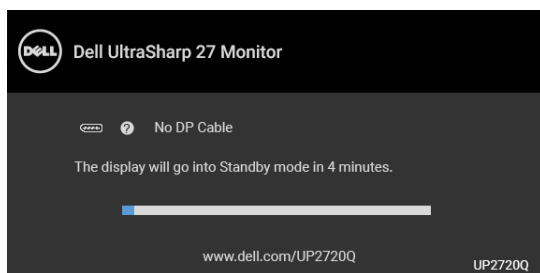 DELL Dell UltraSharp 27 Monitor
? No DP Cable
The display will go into Standby mode in 4 minutes.
www.dell.com/UP2720Q
UP2720Q